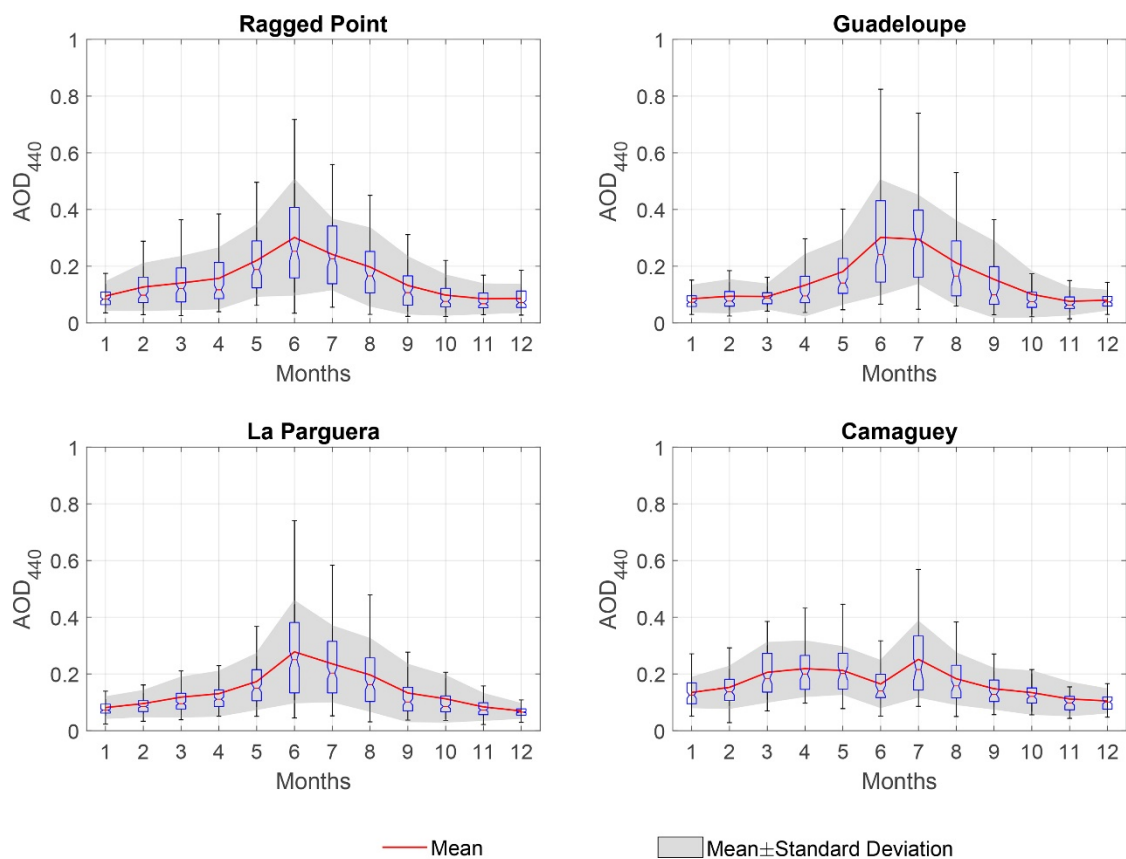 Ragged Point
1
0.8
0.6
0.4
0.2
0
AOD440
1 2 3 4 5 6 7 8 9 10 11 12
Months
Guadeloupe
1
0.8
0.6
0.4
0.2
0
AOD440
1 2 3 4 5 6 7 8 9 10 11 12
Months
La Parguera
1
0.8
0.6
0.4
0.2
0
AOD440
1 2 3 4 5 6 7 8 9 10 11 12
Months
Camaguey
1
0.8
0.6
0.4
0.2
0
AOD440
1 2 3 4 5 6 7 8 9 10 11 12
Months
Mean
Mean±Standard Deviation